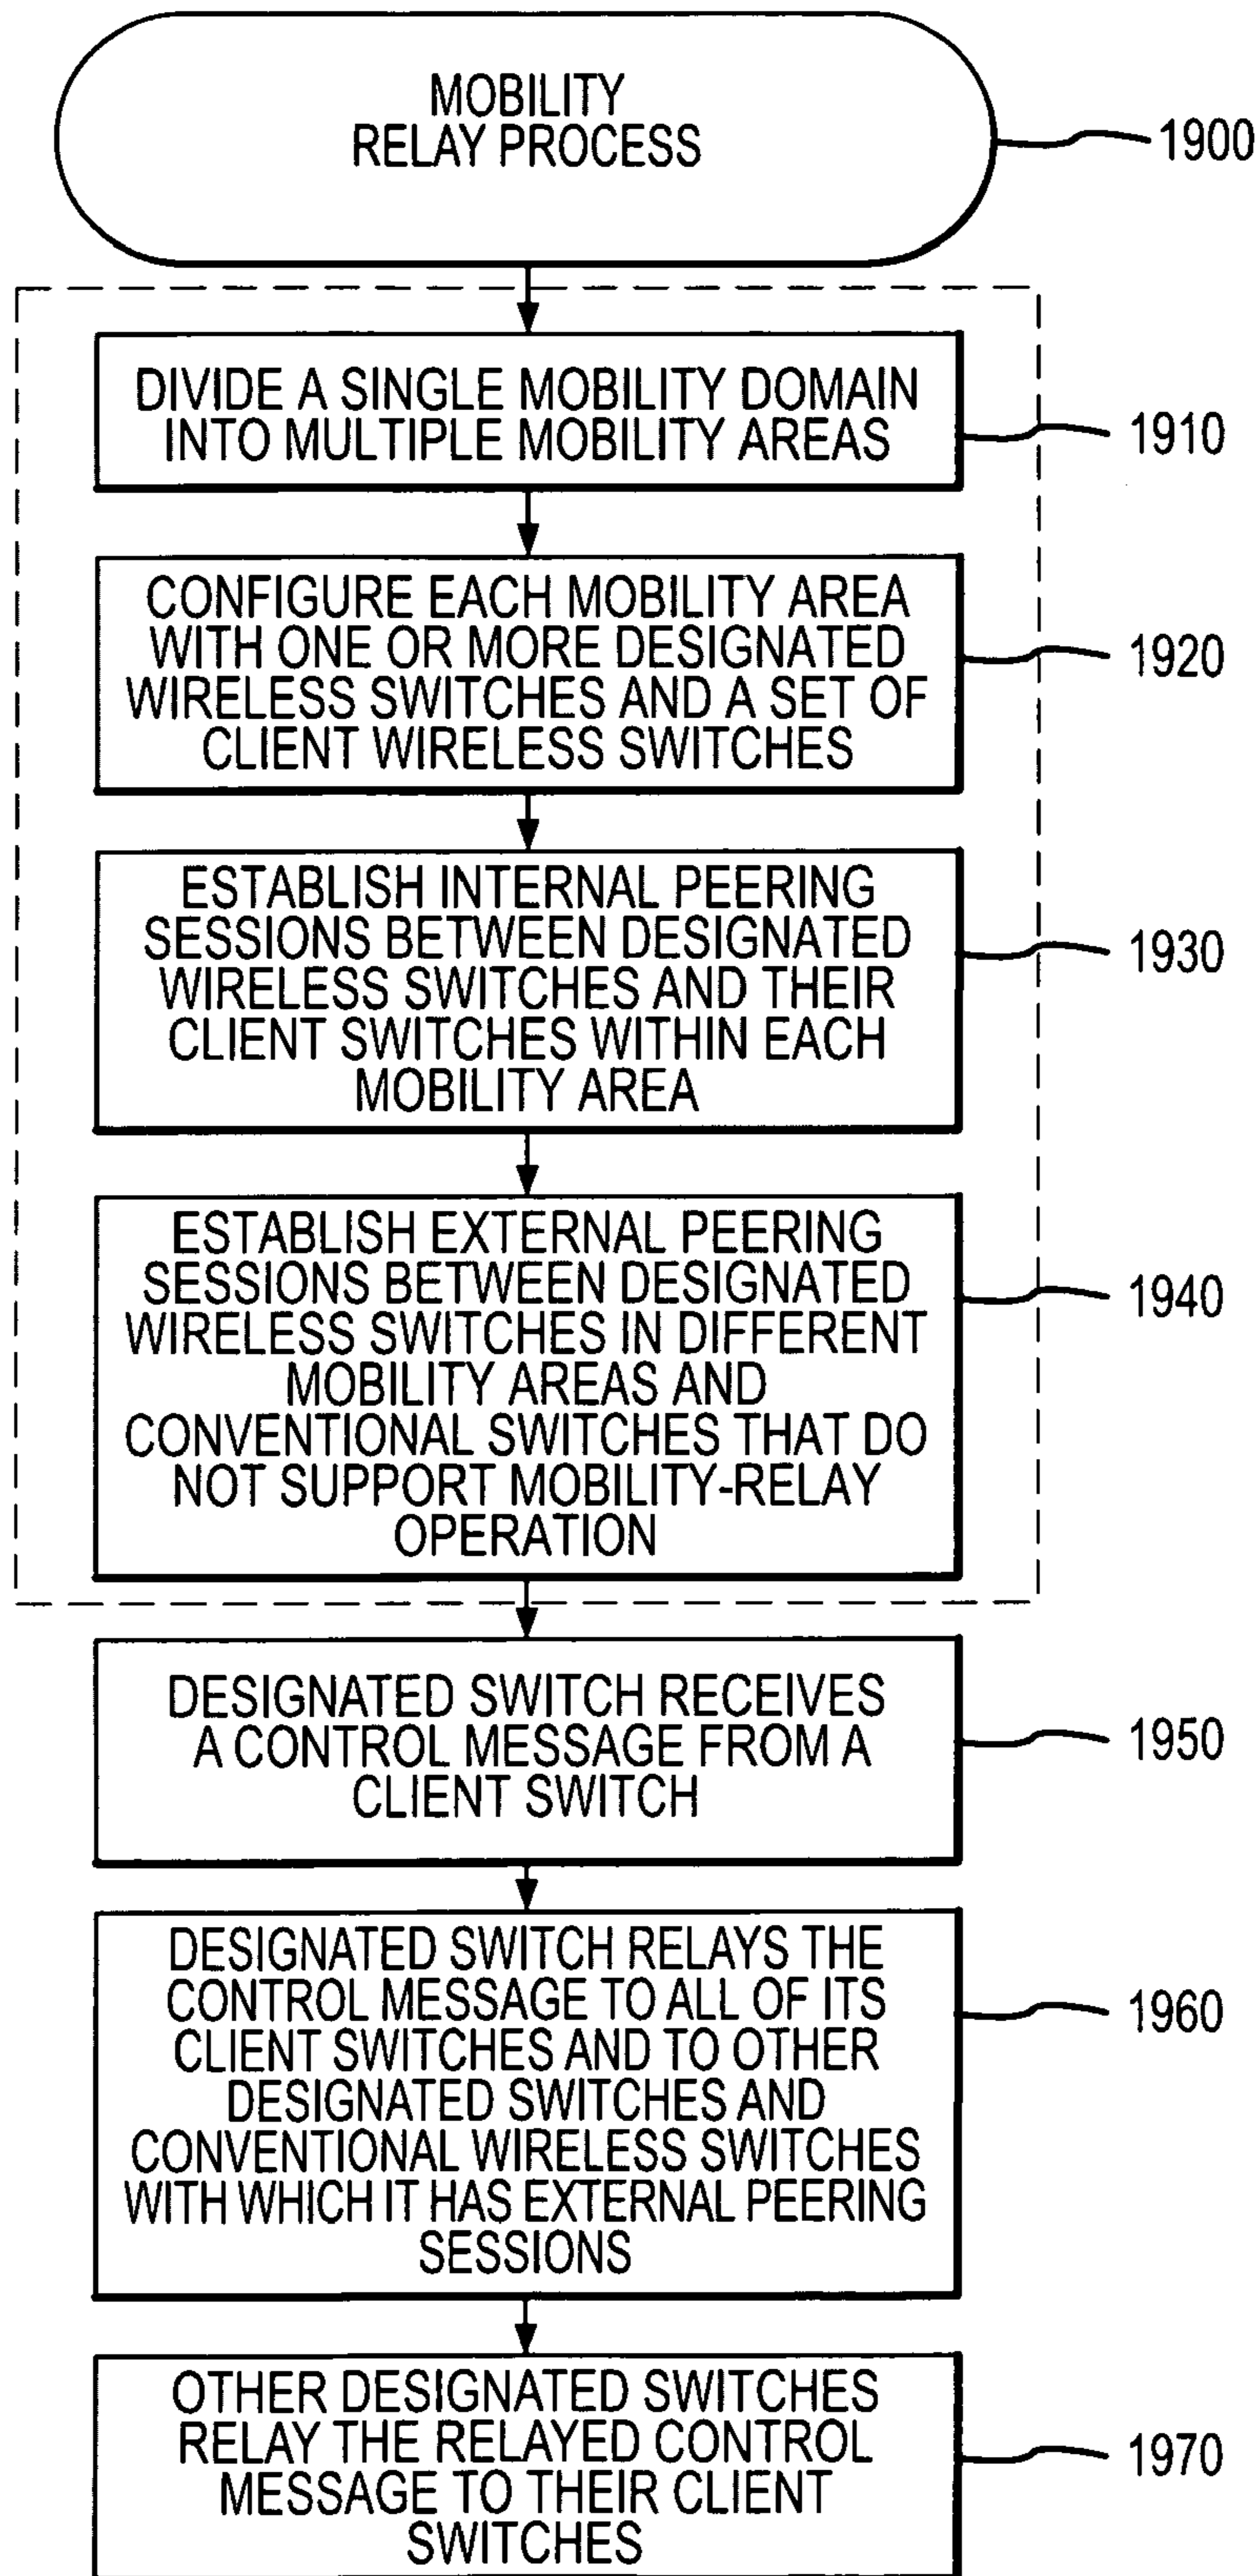 MOBILITY
RELAY PROCESS
1900
DIVIDE A SINGLE MOBILITY DOMAIN
INTO MULTIPLE MOBILITY AREAS
1910
CONFIGURE EACH MOBILITY AREA
WITH ONE OR MORE DESIGNATED
WIRELESS SWITCHES AND A SET OF
CLIENT WIRELESS SWITCHES
1920
ESTABLISH INTERNAL PEERING
SESSIONS BETWEEN DESIGNATED
WIRELESS SWITCHES AND THEIR
CLIENT SWITCHES WITHIN EACH
MOBILITY AREA
1930
ESTABLISH EXTERNAL PEERING
SESSIONS BETWEEN DESIGNATED
WIRELESS SWITCHES IN DIFFERENT
MOBILITY AREAS AND
CONVENTIONAL SWITCHES THAT DO
NOT SUPPORT MOBILITY-RELAY
OPERATION
1940
DESIGNATED SWITCH RECEIVES
A CONTROL MESSAGE FROM A
CLIENT SWITCH
1950
DESIGNATED SWITCH RELAYS THE
CONTROL MESSAGE TO ALL OF ITS
CLIENT SWITCHES AND TO OTHER
DESIGNATED SWITCHES AND
CONVENTIONAL WIRELESS SWITCHES
WITH WHICH IT HAS EXTERNAL PEERING
SESSIONS
1960
OTHER DESIGNATED SWITCHES
RELAY THE RELAYED CONTROL
MESSAGE TO THEIR CLIENT
SWITCHES
1970